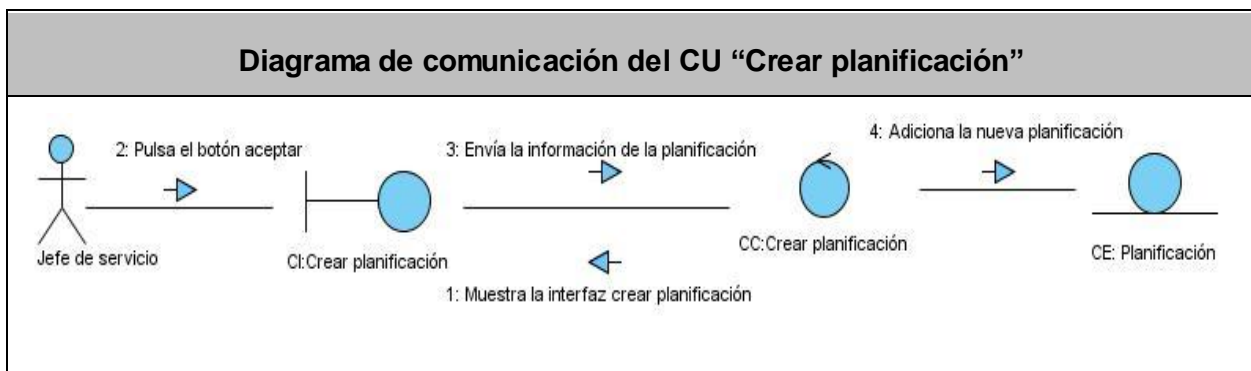 Diagrama de comunicación del CU “Crear planificación”
4: Adiciona la nueva planificación
2: Pulsa el botón aceptar
3: Envía la información de la planificación
Jefe de servicio
CI:Crear planificación
CC:Crear planificación
CE: Planificación
1: Muestra la interfaz crear planificación